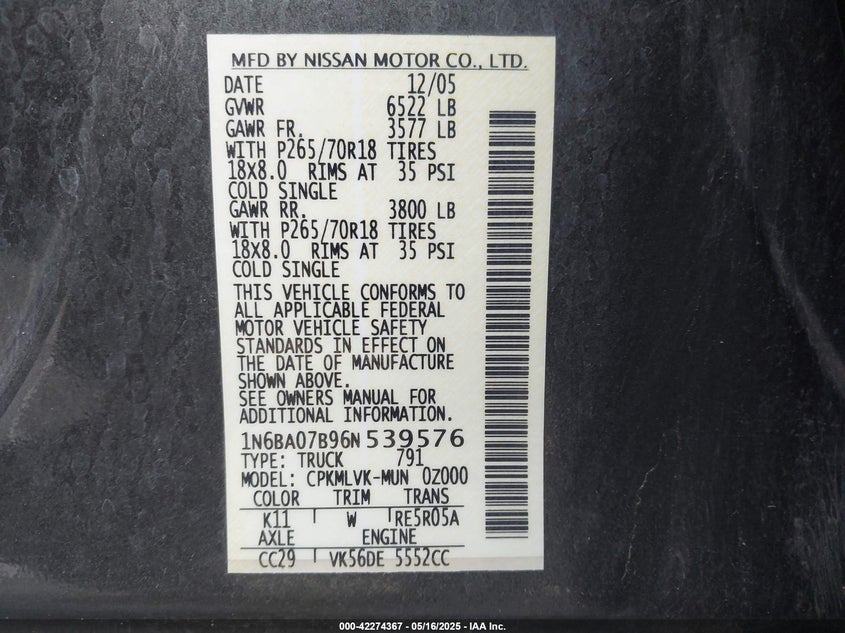 MFD BY NISSAN MOTOR CO., LTD.
DATE 12/05
GVWR 6522 LB
GAWR FR. 3577 LB
WITH P265/70R18 TIRES
18X8.0 RIMS AT 35 PSI
COLD SINGLE
GAWR RR. 3800 LB
WITH P265/70R18 TIRES
18X8.0 RIMS AT 35 PSI
COLD SINGLE
THIS VEHICLE CONFORMS TO
ALL APPLICABLE FEDERAL
MOTOR VEHICLE SAFETY
STANDARDS IN EFFECT ON
THE DATE OF MANUFACTURE
SHOWN ABOVE.
SEE OWNERS MANUAL FOR
ADDITIONAL INFORMATION.
1N6BA07B96N539576
TYPE: TRUCK 791
MODEL: CPKMLVK-MUN 0Z000
COLOR TRIM TRANS
K11 W RE5R05A
AXLE ENGINE
CC29 VK56DE 5552CC
000-42274367 - 05/16/2025 - IAA Inc.